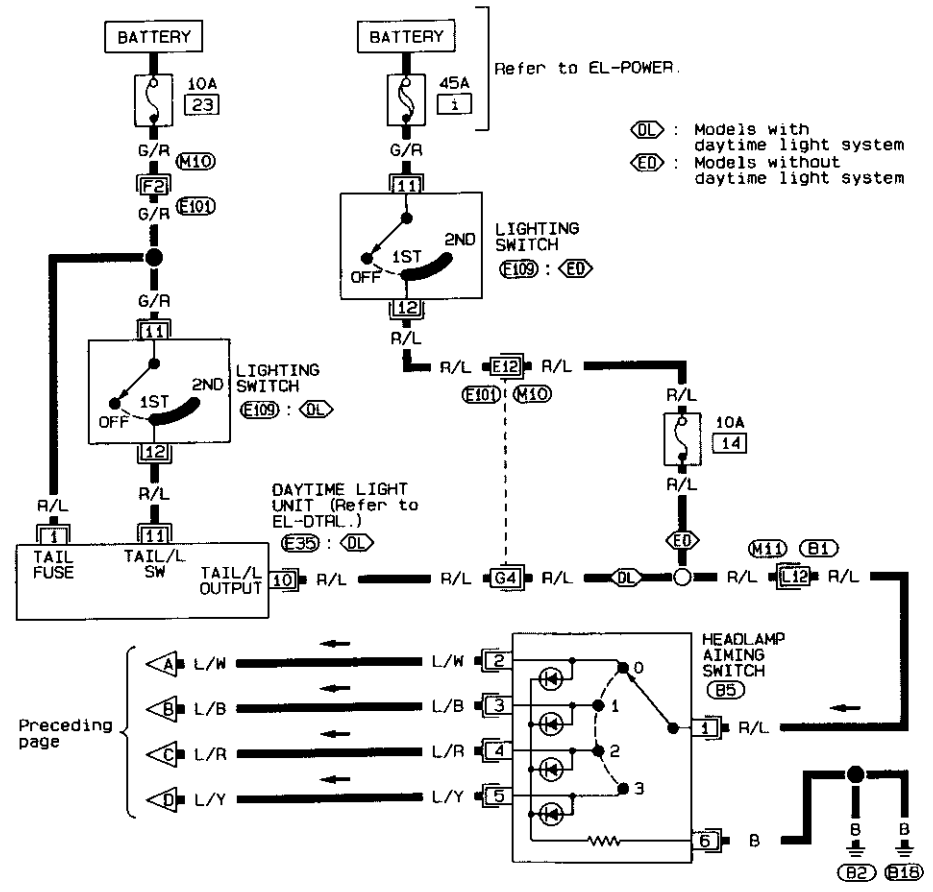 BATTERY
BATTERY
Refer to EL-POWER.
10A
23
45A
i
DL : Models with
daytime light system
ED : Models without
daytime light system
G/R
M10
F2
E101
G/R
G/R
11
LIGHTING
SWITCH
E109 : ED
OFF
1ST
2ND
12
R/L
G/R
11
LIGHTING
SWITCH
E109 : DL
OFF
1ST
2ND
12
R/L
R/L
R/L
E12
R/L
E101
M10
R/L
10A
14
R/L
ED
DAYTIME LIGHT
UNIT (Refer to
EL-DTRL.)
E35 : DL
1
11
TAIL
FUSE
TAIL/L
SW
TAIL/L
OUTPUT
10
R/L
R/L
G4
R/L
DL
R/L
M11
B1
L12
R/L
HEADLAMP
AIMING
SWITCH
B5
Preceding
page
A
L/W
L/W
2
0
B
L/B
L/B
3
1
1
R/L
C
L/R
L/R
4
2
D
L/Y
L/Y
5
3
6
B
B
B
B2
B18